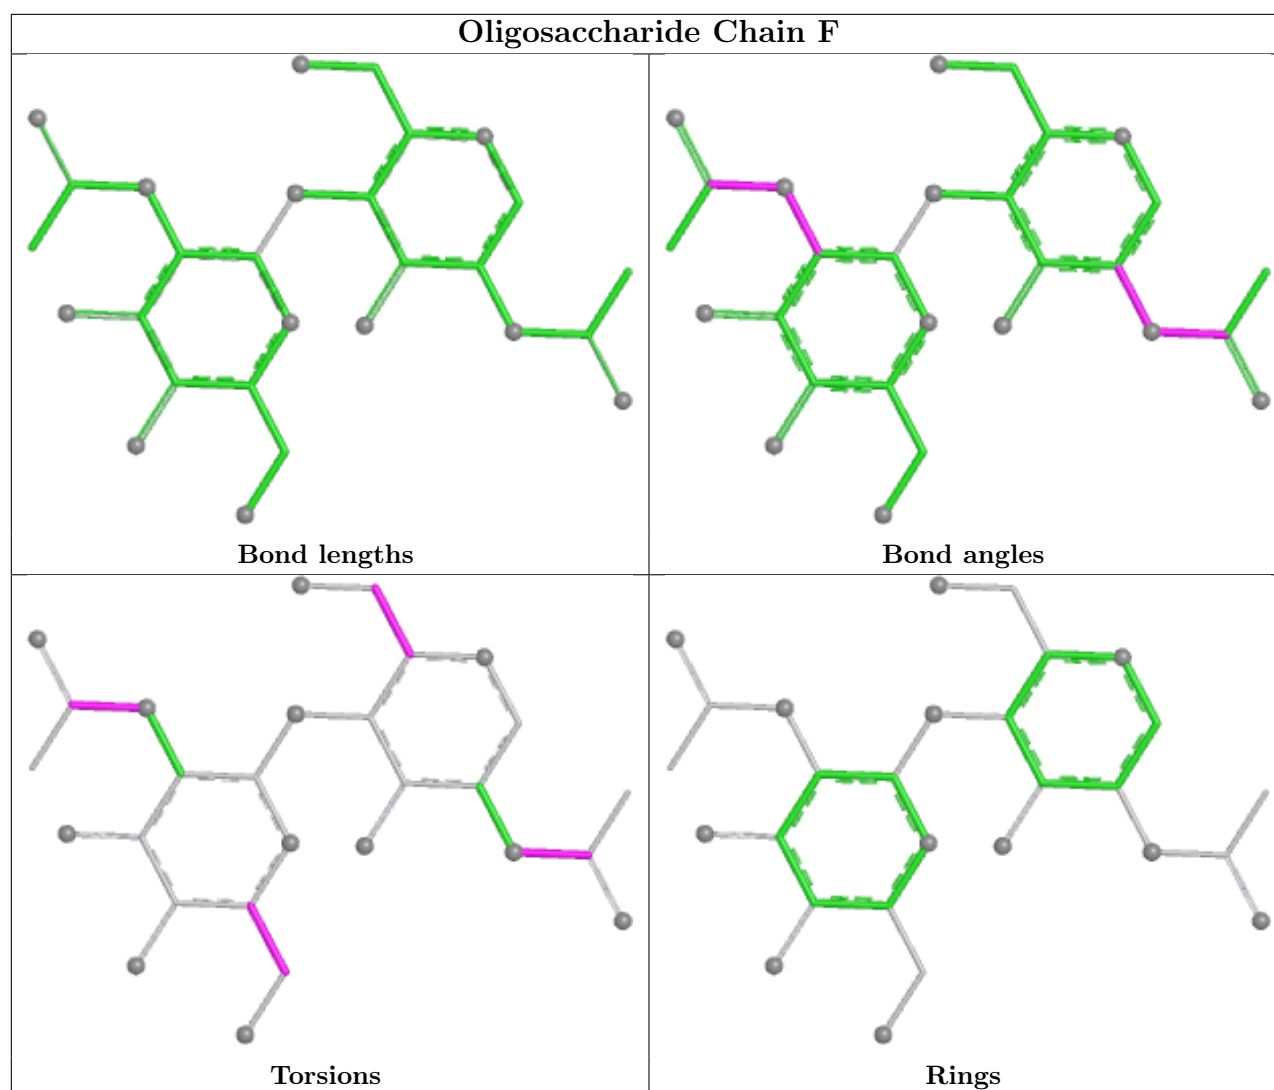 Oligosaccharide Chain F
Bond lengths
Bond angles
Torsions
Rings